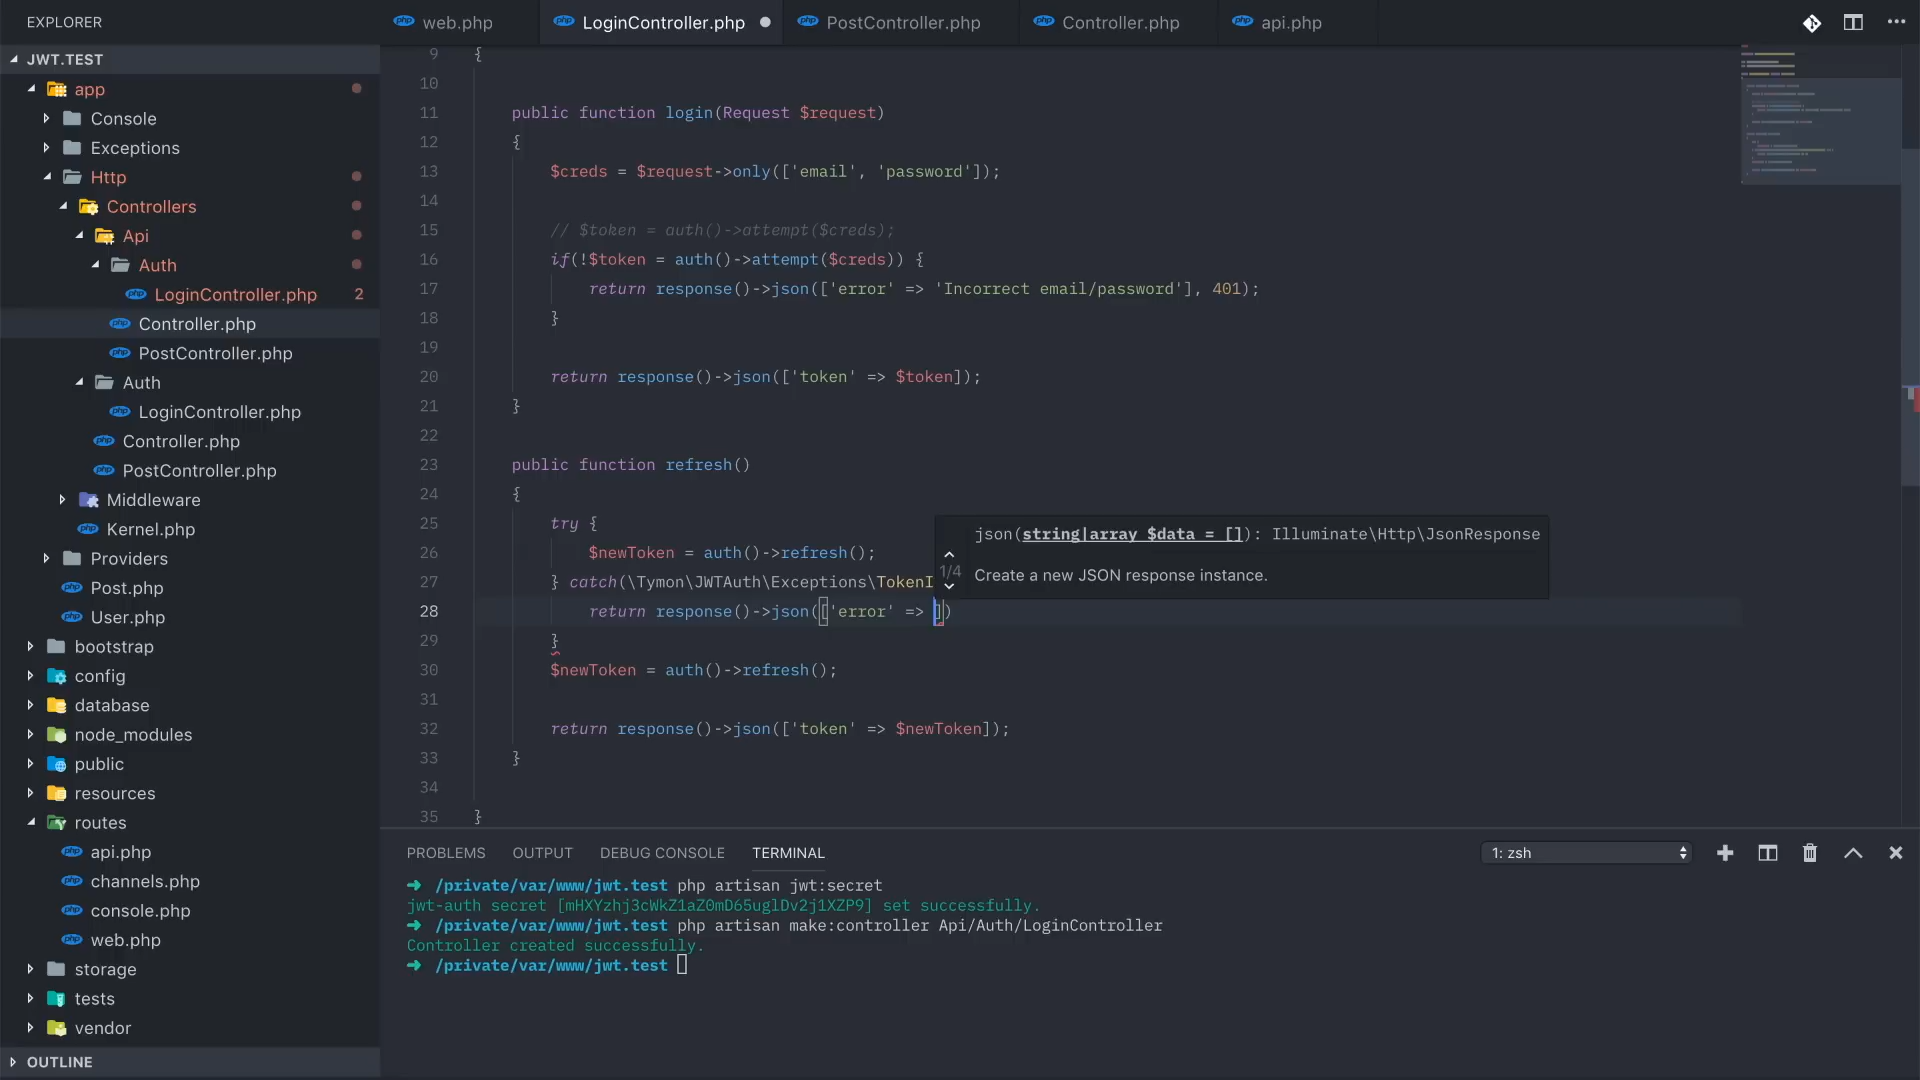 EXPLORER
JWT.TEST
app
Console
Exceptions
Http
Controllers
Api
Auth
LoginController.php 2
Controller.php
PostController.php
Auth
LoginController.php
Controller.php
PostController.php
Middleware
Kernel.php
Providers
Post.php
User.php
bootstrap
config
database
node_modules
public
resources
routes
api.php
channels.php
console.php
web.php
storage
tests
vendor
OUTLINE
web.php LoginController.php PostController.php Controller.php api.php
9 {
10
11 public function login(Request $request)
12 {
13 $creds = $request->only(['email', 'password']);
14
15 // $token = auth()->attempt($creds);
16 if(!$token = auth()->attempt($creds)) {
17 return response()->json(['error' => 'Incorrect email/password'], 401);
18 }
19
20 return response()->json(['token' => $token]);
21 }
22
23 public function refresh()
24 {
25 try {
26 $newToken = auth()->refresh();
27 } catch(\Tymon\JWTAuth\Exceptions\TokenI
28 return response()->json(['error' => ])
29 }
30 $newToken = auth()->refresh();
31
32 return response()->json(['token' => $newToken]);
33 }
34
35 }
json(string|array $data = []): Illuminate\Http\JsonResponse
1/4 Create a new JSON response instance.
PROBLEMS OUTPUT DEBUG CONSOLE TERMINAL 1: zsh
➜ /private/var/www/jwt.test php artisan jwt:secret
jwt-auth secret [mHXYzhj3cWkZ1aZ0mD65uglDv2j1XZP9] set successfully.
➜ /private/var/www/jwt.test php artisan make:controller Api/Auth/LoginController
Controller created successfully.
➜ /private/var/www/jwt.test